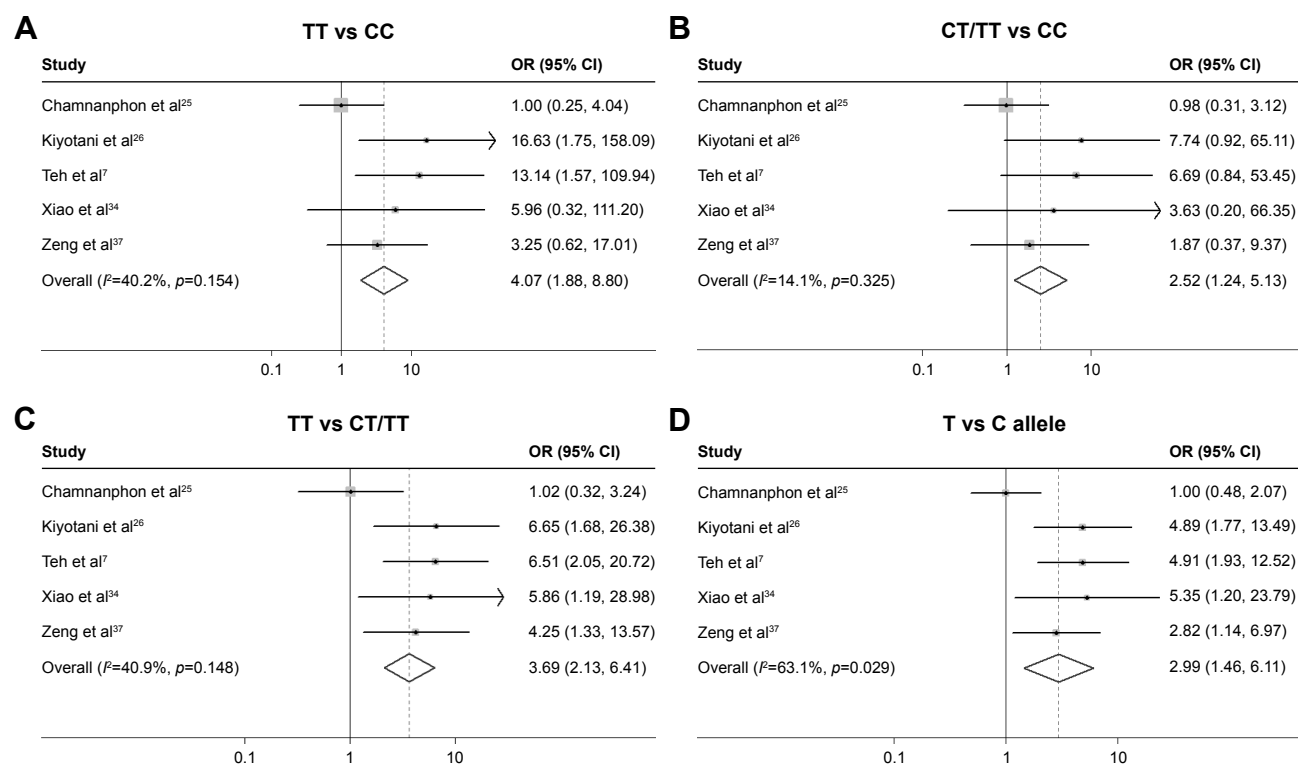 A
TT vs CC
Study OR (95% CI)
Chamnanphon et al25 1.00 (0.25, 4.04)
Kiyotani et al26 16.63 (1.75, 158.09)
Teh et al7 13.14 (1.57, 109.94)
Xiao et al34 5.96 (0.32, 111.20)
Zeng et al37 3.25 (0.62, 17.01)
Overall (I2=40.2%, p=0.154) 4.07 (1.88, 8.80)
0.1 1 10
B
CT/TT vs CC
Study OR (95% CI)
Chamnanphon et al25 0.98 (0.31, 3.12)
Kiyotani et al26 7.74 (0.92, 65.11)
Teh et al7 6.69 (0.84, 53.45)
Xiao et al34 3.63 (0.20, 66.35)
Zeng et al37 1.87 (0.37, 9.37)
Overall (I2=14.1%, p=0.325) 2.52 (1.24, 5.13)
0.1 1 10
C
TT vs CT/TT
Study OR (95% CI)
Chamnanphon et al25 1.02 (0.32, 3.24)
Kiyotani et al26 6.65 (1.68, 26.38)
Teh et al7 6.51 (2.05, 20.72)
Xiao et al34 5.86 (1.19, 28.98)
Zeng et al37 4.25 (1.33, 13.57)
Overall (I2=40.9%, p=0.148) 3.69 (2.13, 6.41)
0.1 1 10
D
T vs C allele
Study OR (95% CI)
Chamnanphon et al25 1.00 (0.48, 2.07)
Kiyotani et al26 4.89 (1.77, 13.49)
Teh et al7 4.91 (1.93, 12.52)
Xiao et al34 5.35 (1.20, 23.79)
Zeng et al37 2.82 (1.14, 6.97)
Overall (I2=63.1%, p=0.029) 2.99 (1.46, 6.11)
0.1 1 10